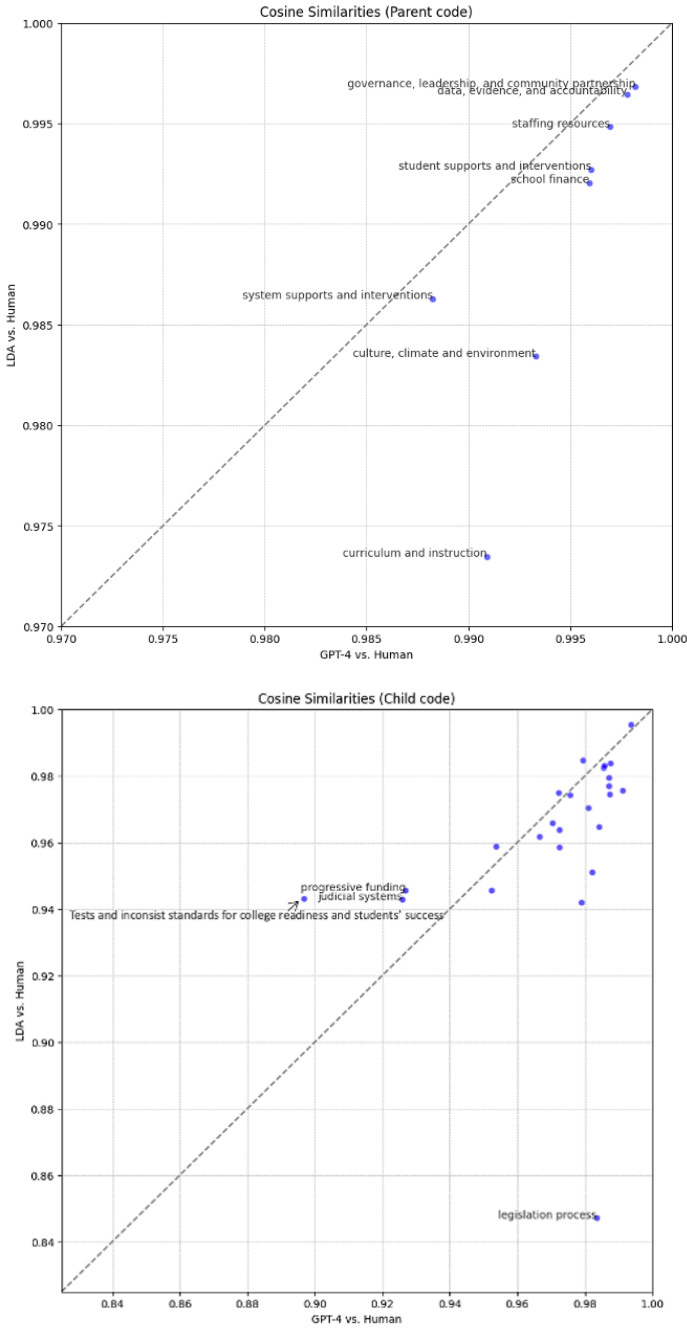 Cosine Similarities (Parent code)
1.000
governance, leadership, and community partnership
data, evidence, and accountability
0.995
staffing resources
student supports and interventions
school finance
0.990
system supports and interventions
0.985
culture, climate and environment
0.980
0.975
curriculum and instruction
0.970
LDA vs. Human
0.970 0.975 0.980 0.985 0.990 0.995 1.000
GPT-4 vs. Human
Cosine Similarities (Child code)
1.00
0.98
0.96
progressive funding
judicial systems
0.94
Tests and inconsist standards for college readiness and students' success
0.92
0.90
0.88
0.86
legislation process
0.84
LDA vs. Human
0.84 0.86 0.88 0.90 0.92 0.94 0.96 0.98 1.00
GPT-4 vs. Human